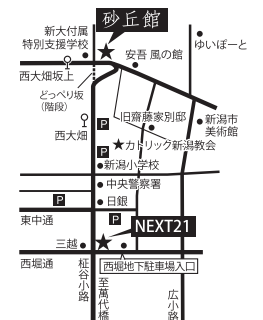 砂丘館
新大付属
特別支援学校
安吾 風の館
ゆいぽーと
西大畑坂上
どっぺり坂
(階段)
旧齋藤家別邸
新潟市
美術館
P
西大畑
カトリック新潟教会
P
新潟小学校
中央警察署
P
日銀
東中通
P
NEXT21
三越
西堀通
西堀地下駐車場入口
柾谷小路
至萬代橋
広小路